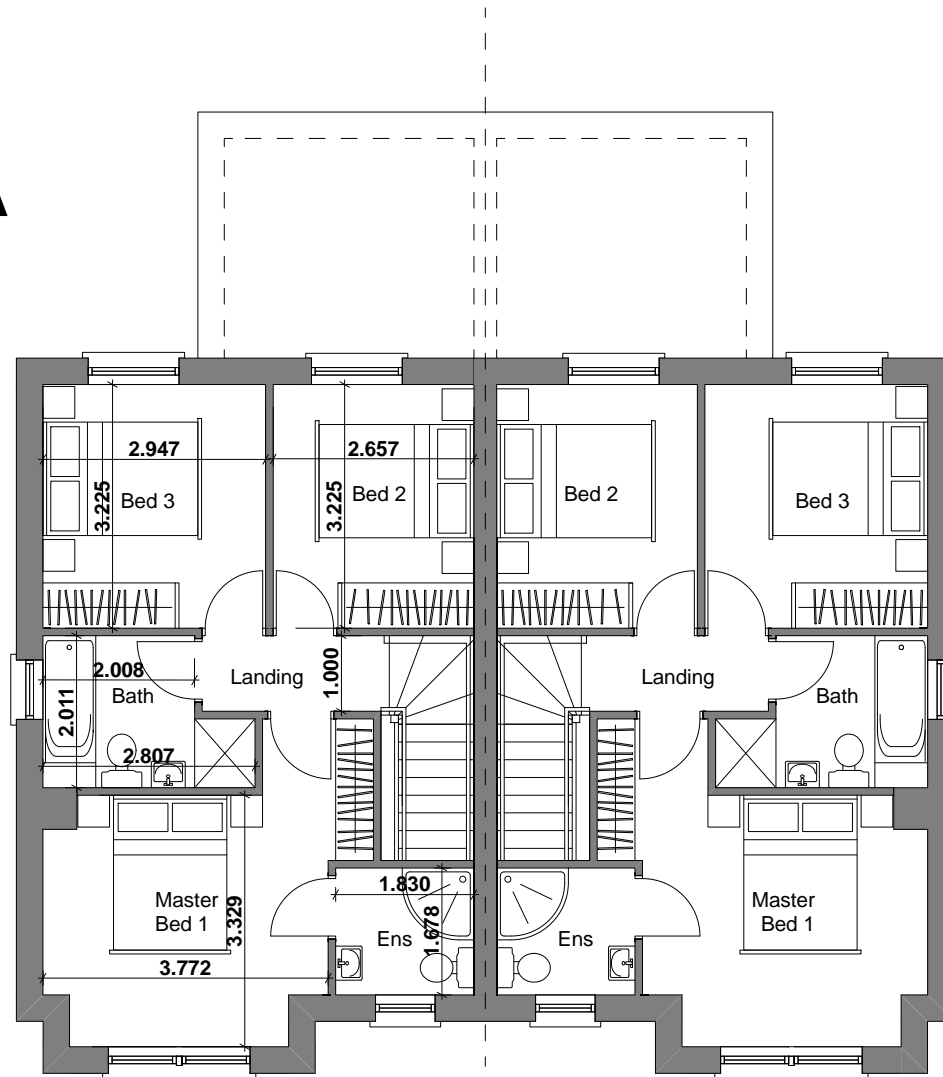 2.947
2.657
Bed 3
3.225
Bed 2
3.225
Bed 2
Bed 3
2.008
Bath
2.011
Landing
1.000
Landing
Bath
2.807
Master
Bed 1
3.329
3.772
1.830
1.678
Ens
Ens
Master
Bed 1